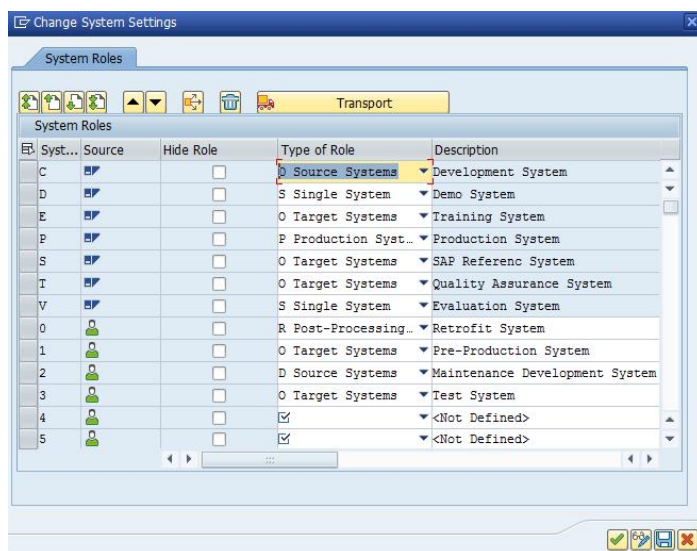 Change System Settings
System Roles
Transport
System Roles
Syst... Source Hide Role Type of Role Description
C D Source Systems Development System
D S Single System Demo System
E O Target Systems Training System
P P Production Syst… Production System
S O Target Systems SAP Referenc System
T O Target Systems Quality Assurance System
V S Single System Evaluation System
0 R Post-Processing… Retrofit System
1 O Target Systems Pre-Production System
2 D Source Systems Maintenance Development System
3 O Target Systems Test System
4 <Not Defined>
5 <Not Defined>